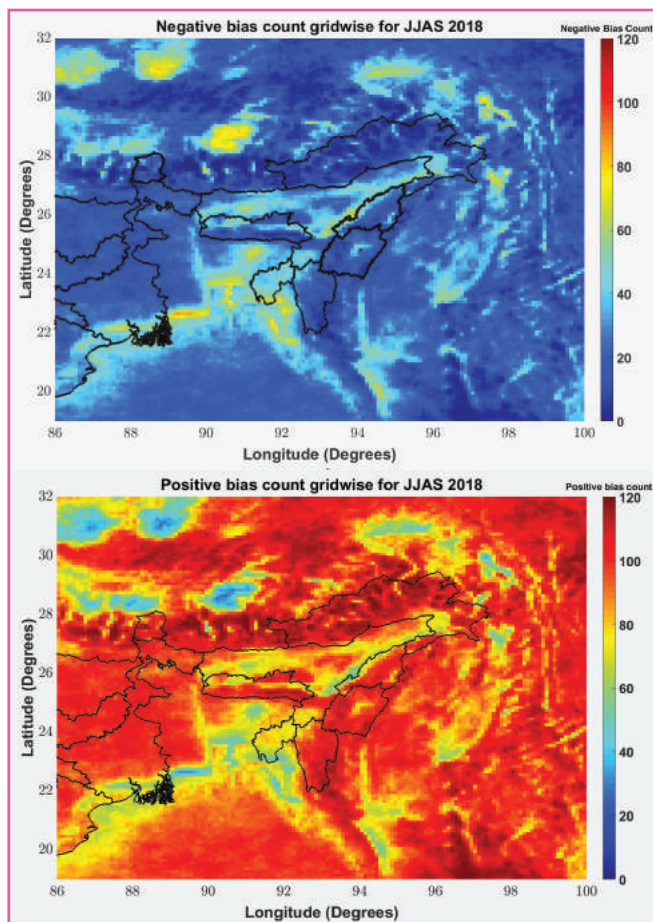 Negative bias count gridwise for JJAS 2018
Negative Bias Count
32
30
28
26
24
22
20
Latitude (Degrees)
86 88 90 92 94 96 98 100
Longitude (Degrees)
120
100
80
60
40
20
0
Positive bias count gridwise for JJAS 2018
Positive bias count
32
30
28
26
24
22
20
Latitude (Degrees)
86 88 90 92 94 96 98 100
Longitude (Degrees)
120
100
80
60
40
20
0